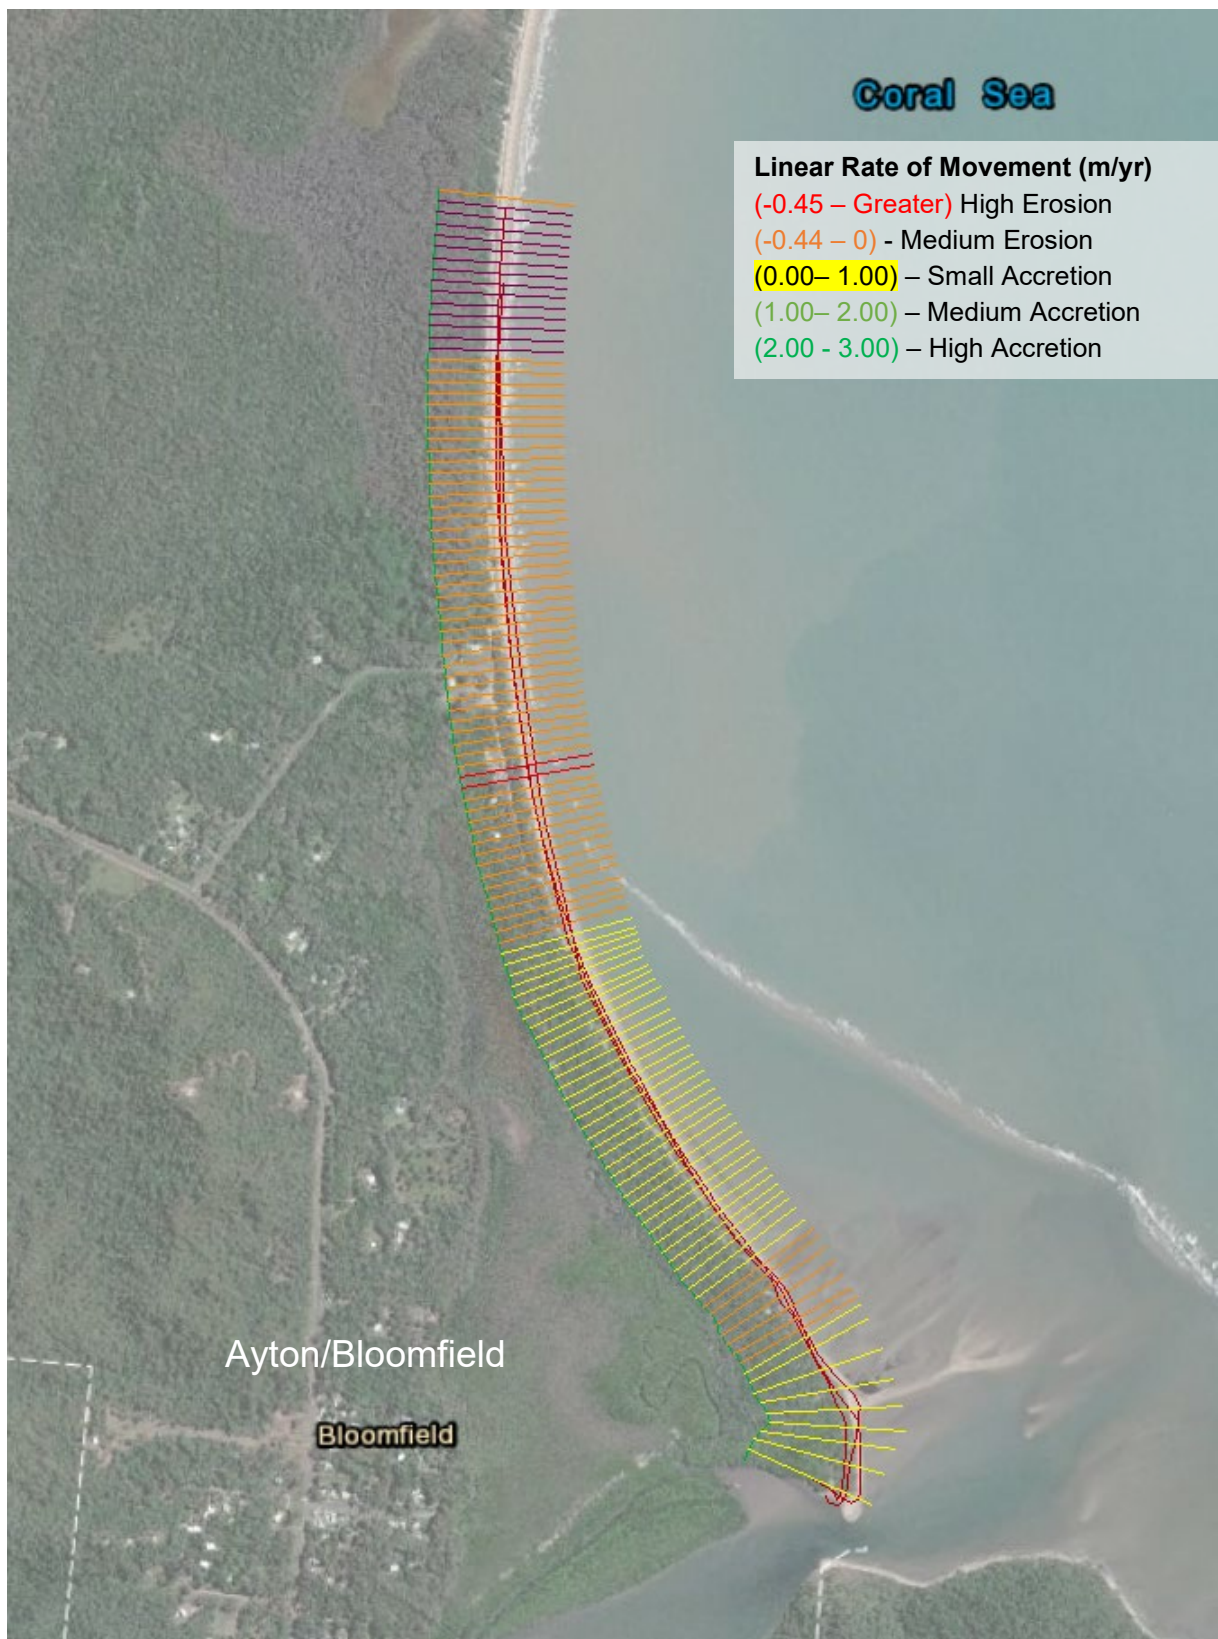 Coral Sea
Linear Rate of Movement (m/yr)
(-0.45 – Greater) High Erosion
(-0.44 – 0) - Medium Erosion
(0.00– 1.00) – Small Accretion
(1.00– 2.00) – Medium Accretion
(2.00 - 3.00) – High Accretion
Ayton/Bloomfield
Bloomfield